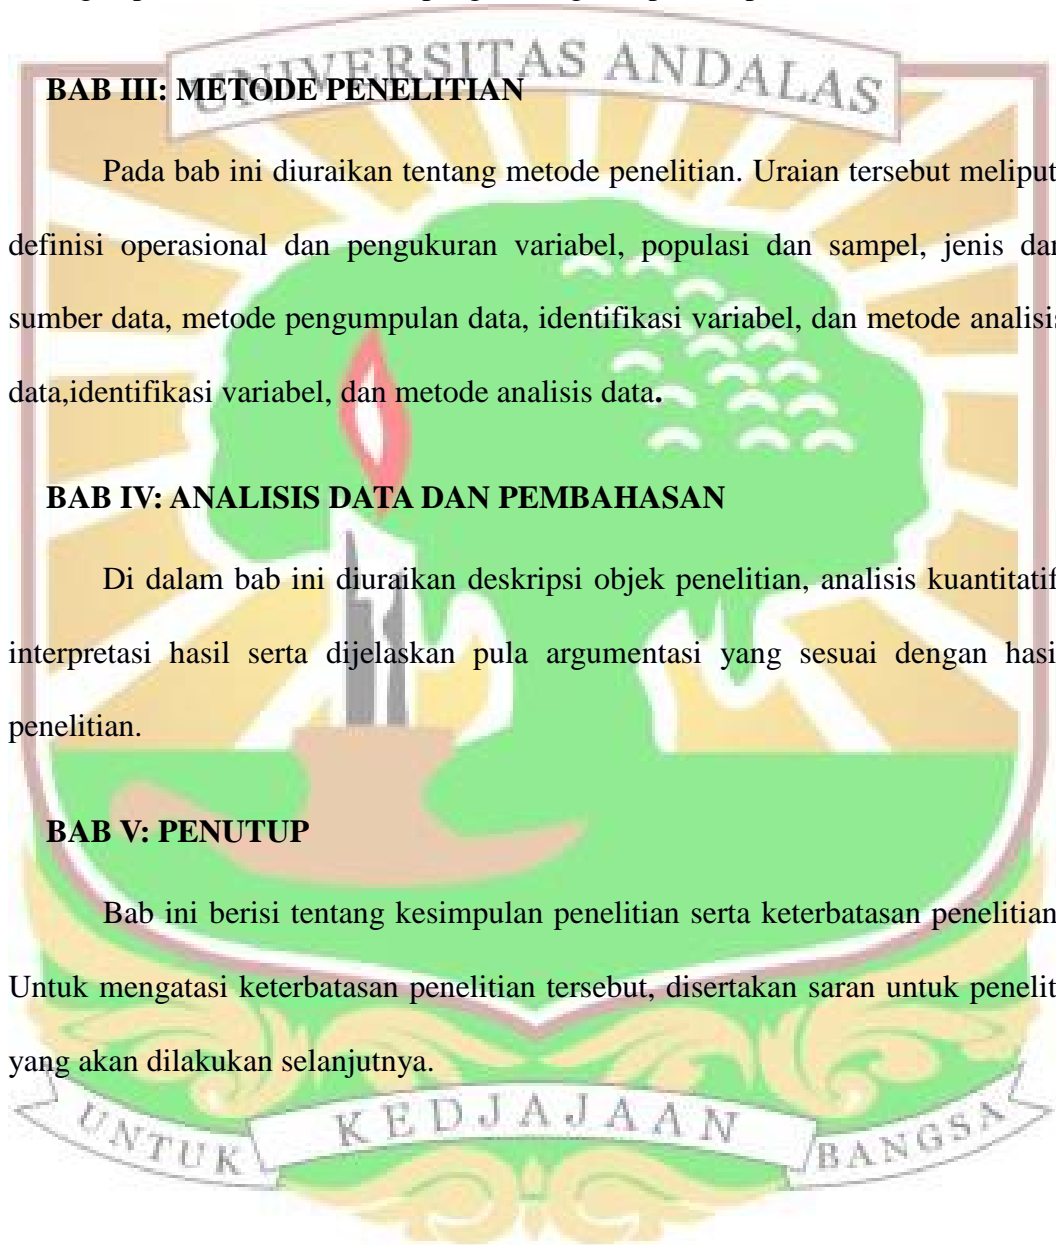 UNIVERSITAS ANDALAS
BAB III: METODE PENELITIAN
Pada bab ini diuraikan tentang metode penelitian. Uraian tersebut meliput
definisi operasional dan pengukuran variabel, populasi dan sampel, jenis dan
sumber data, metode pengumpulan data, identifikasi variabel, dan metode analisis
data,identifikasi variabel, dan metode analisis data.
BAB IV: ANALISIS DATA DAN PEMBAHASAN
Di dalam bab ini diuraikan deskripsi objek penelitian, analisis kuantitatif
interpretasi hasil serta dijelaskan pula argumentasi yang sesuai dengan hasi
penelitian.
BAB V: PENUTUP
Bab ini berisi tentang kesimpulan penelitian serta keterbatasan penelitian
Untuk mengatasi keterbatasan penelitian tersebut, disertakan saran untuk penelit
yang akan dilakukan selanjutnya.
UNTUK KEDJAJAAN BANGSA